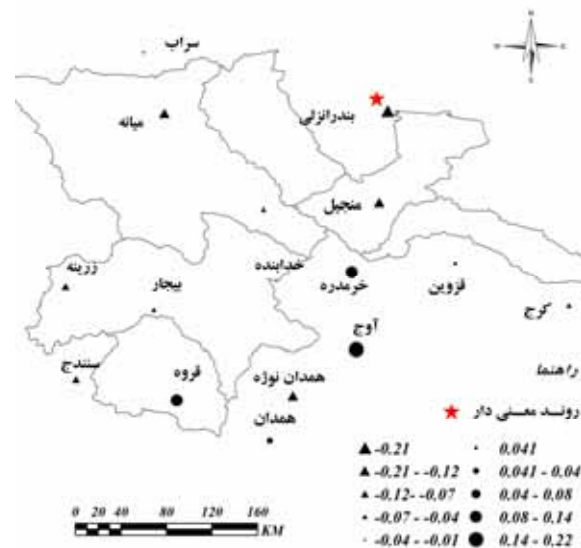 سراب
میانه
بندرانزلی
منجیل
زرینه
بیجار
خدابنده
خرمدره
قزوین
کرج
آوج
سنندج
قروه
همدان نوژه
همدان
راهنما
روند معنی دار
-0.21
-0.21 - -0.12
-0.12- -0.07
-0.07 - -0.04
-0.04 - -0.01
0.041
0.041 - 0.04
0.04 - 0.08
0.08 - 0.14
0.14 - 0.22
0 20 40 80 120 160
KM